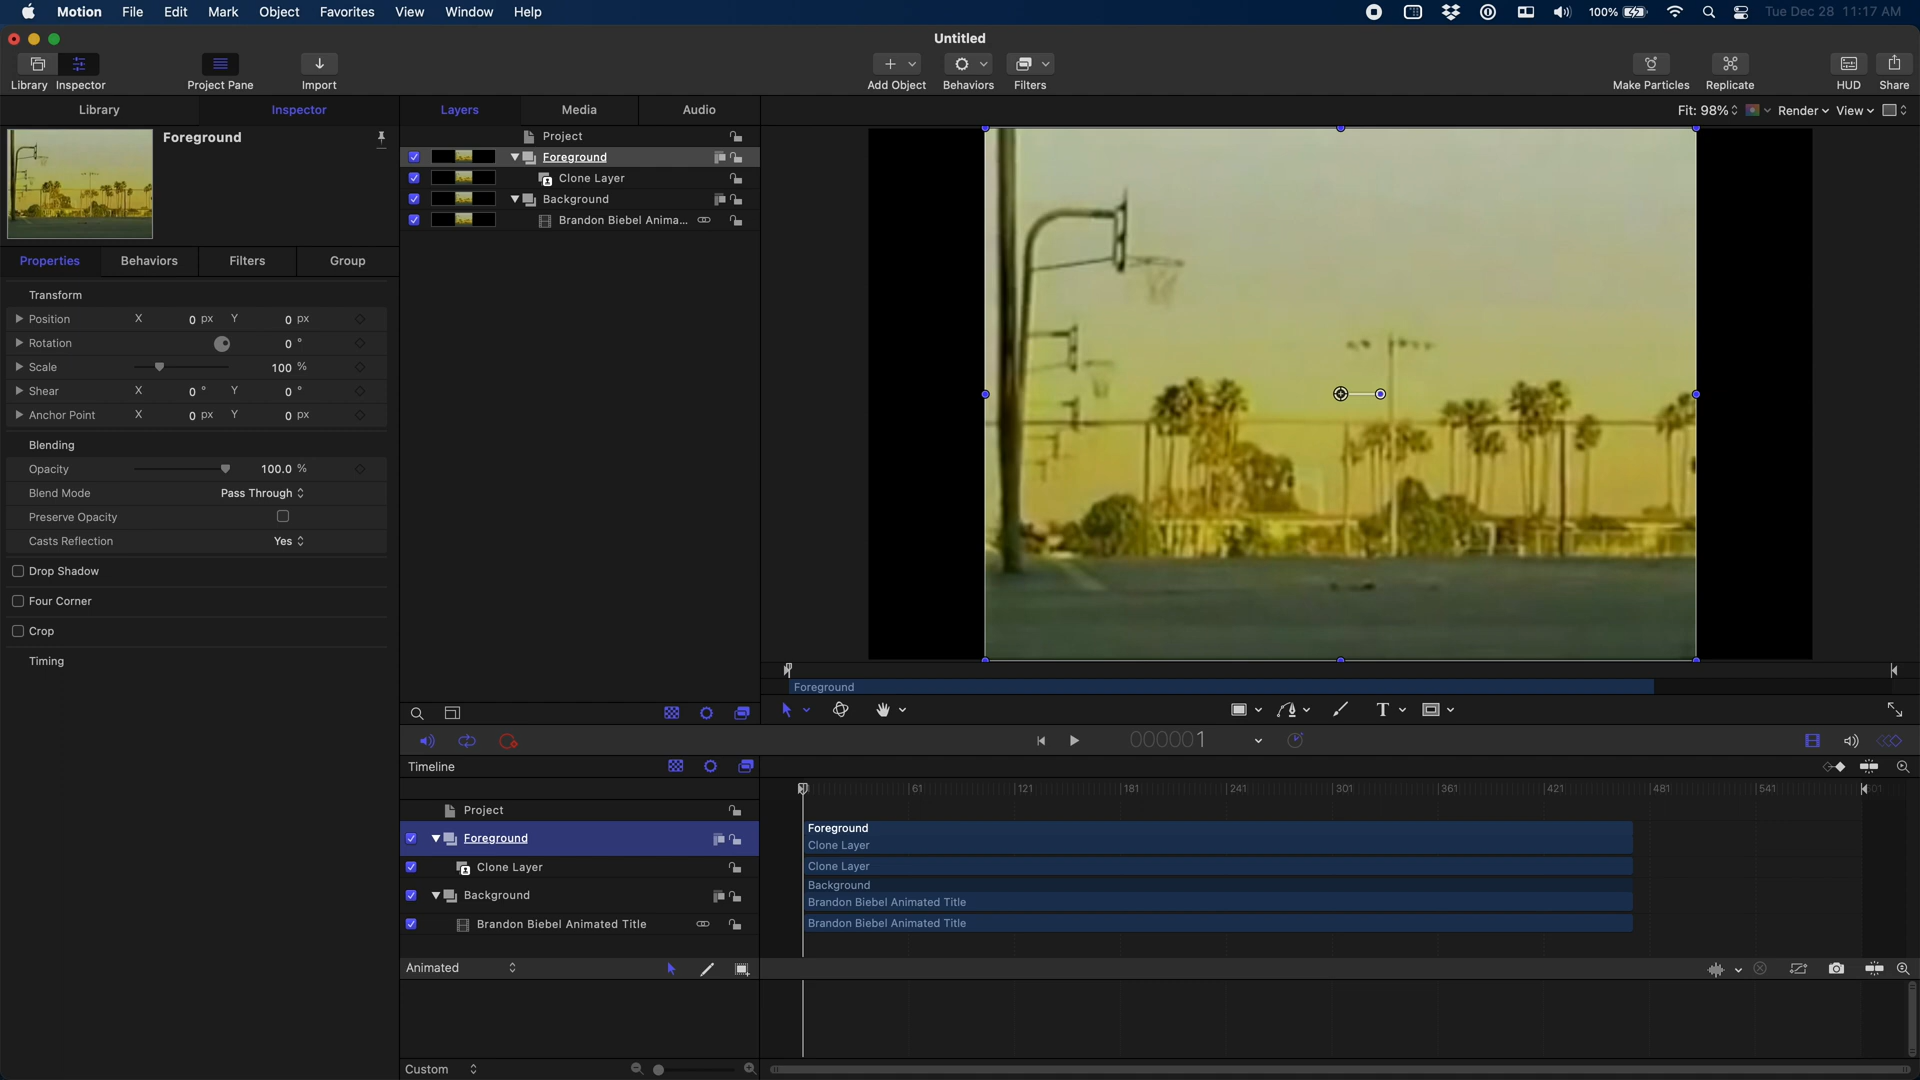 Motion File Edit Mark Object Favorites View Window Help 100% Tue Dec 28 11:17 AM
Untitled
Library Inspector Project Pane Import Add Object Behaviors Filters Make Particles Replicate HUD Share
Library Inspector Layers Media Audio
Fit: 98% Render View
Foreground
Project
Foreground
Clone Layer
Background
Brandon Biebel Anima...
Properties Behaviors Filters Group
Transform
Position X 0 px Y 0 px
Rotation 0 °
Scale 100 %
Shear X 0 ° Y 0 °
Anchor Point X 0 px Y 0 px
Blending
Opacity 100.0 %
Blend Mode Pass Through
Preserve Opacity
Casts Reflection Yes
Drop Shadow
Four Corner
Crop
Timing
Foreground
T
0000001
Timeline
61 121 181 241 301 361 421 481 541
Project
Foreground
Clone Layer
Background
Brandon Biebel Animated Title
Foreground
Clone Layer
Clone Layer
Background
Brandon Biebel Animated Title
Brandon Biebel Animated Title
Animated
Custom